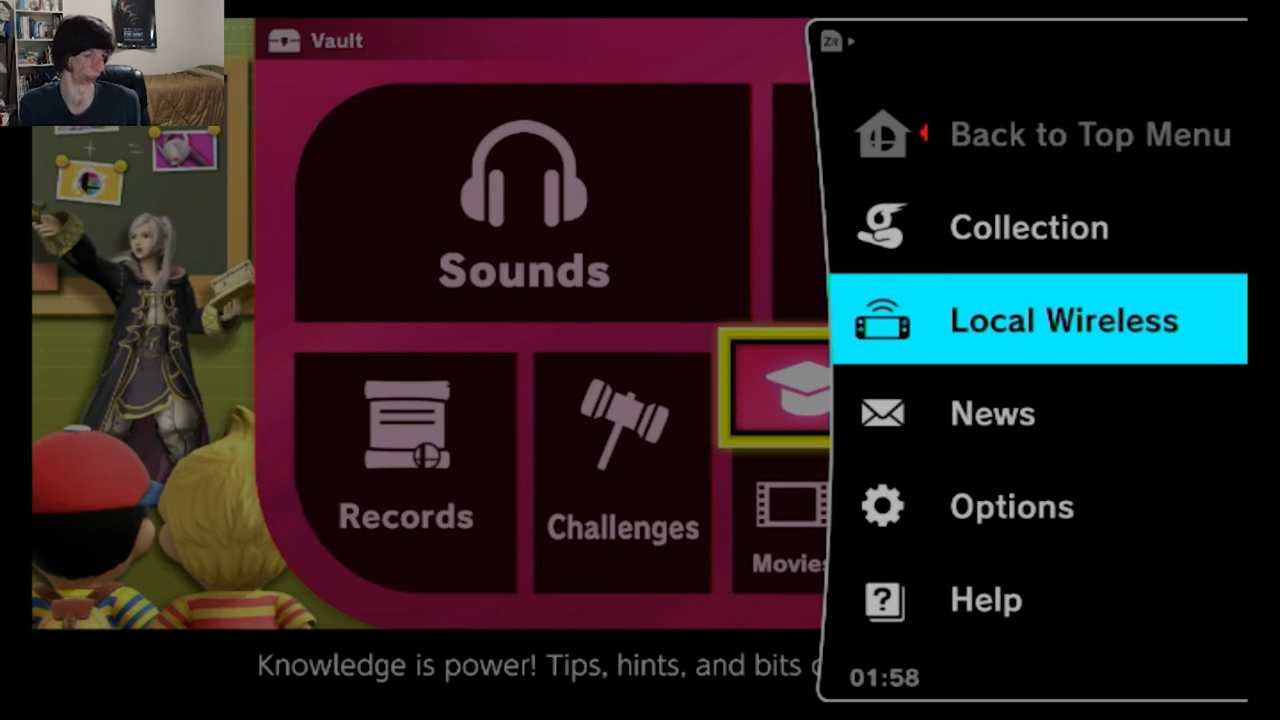 Vault
Sounds
Records
Challenges
Movies
Knowledge is power! Tips, hints, and bits
ZR
Back to Top Menu
Collection
Local Wireless
News
Options
? Help
01:58